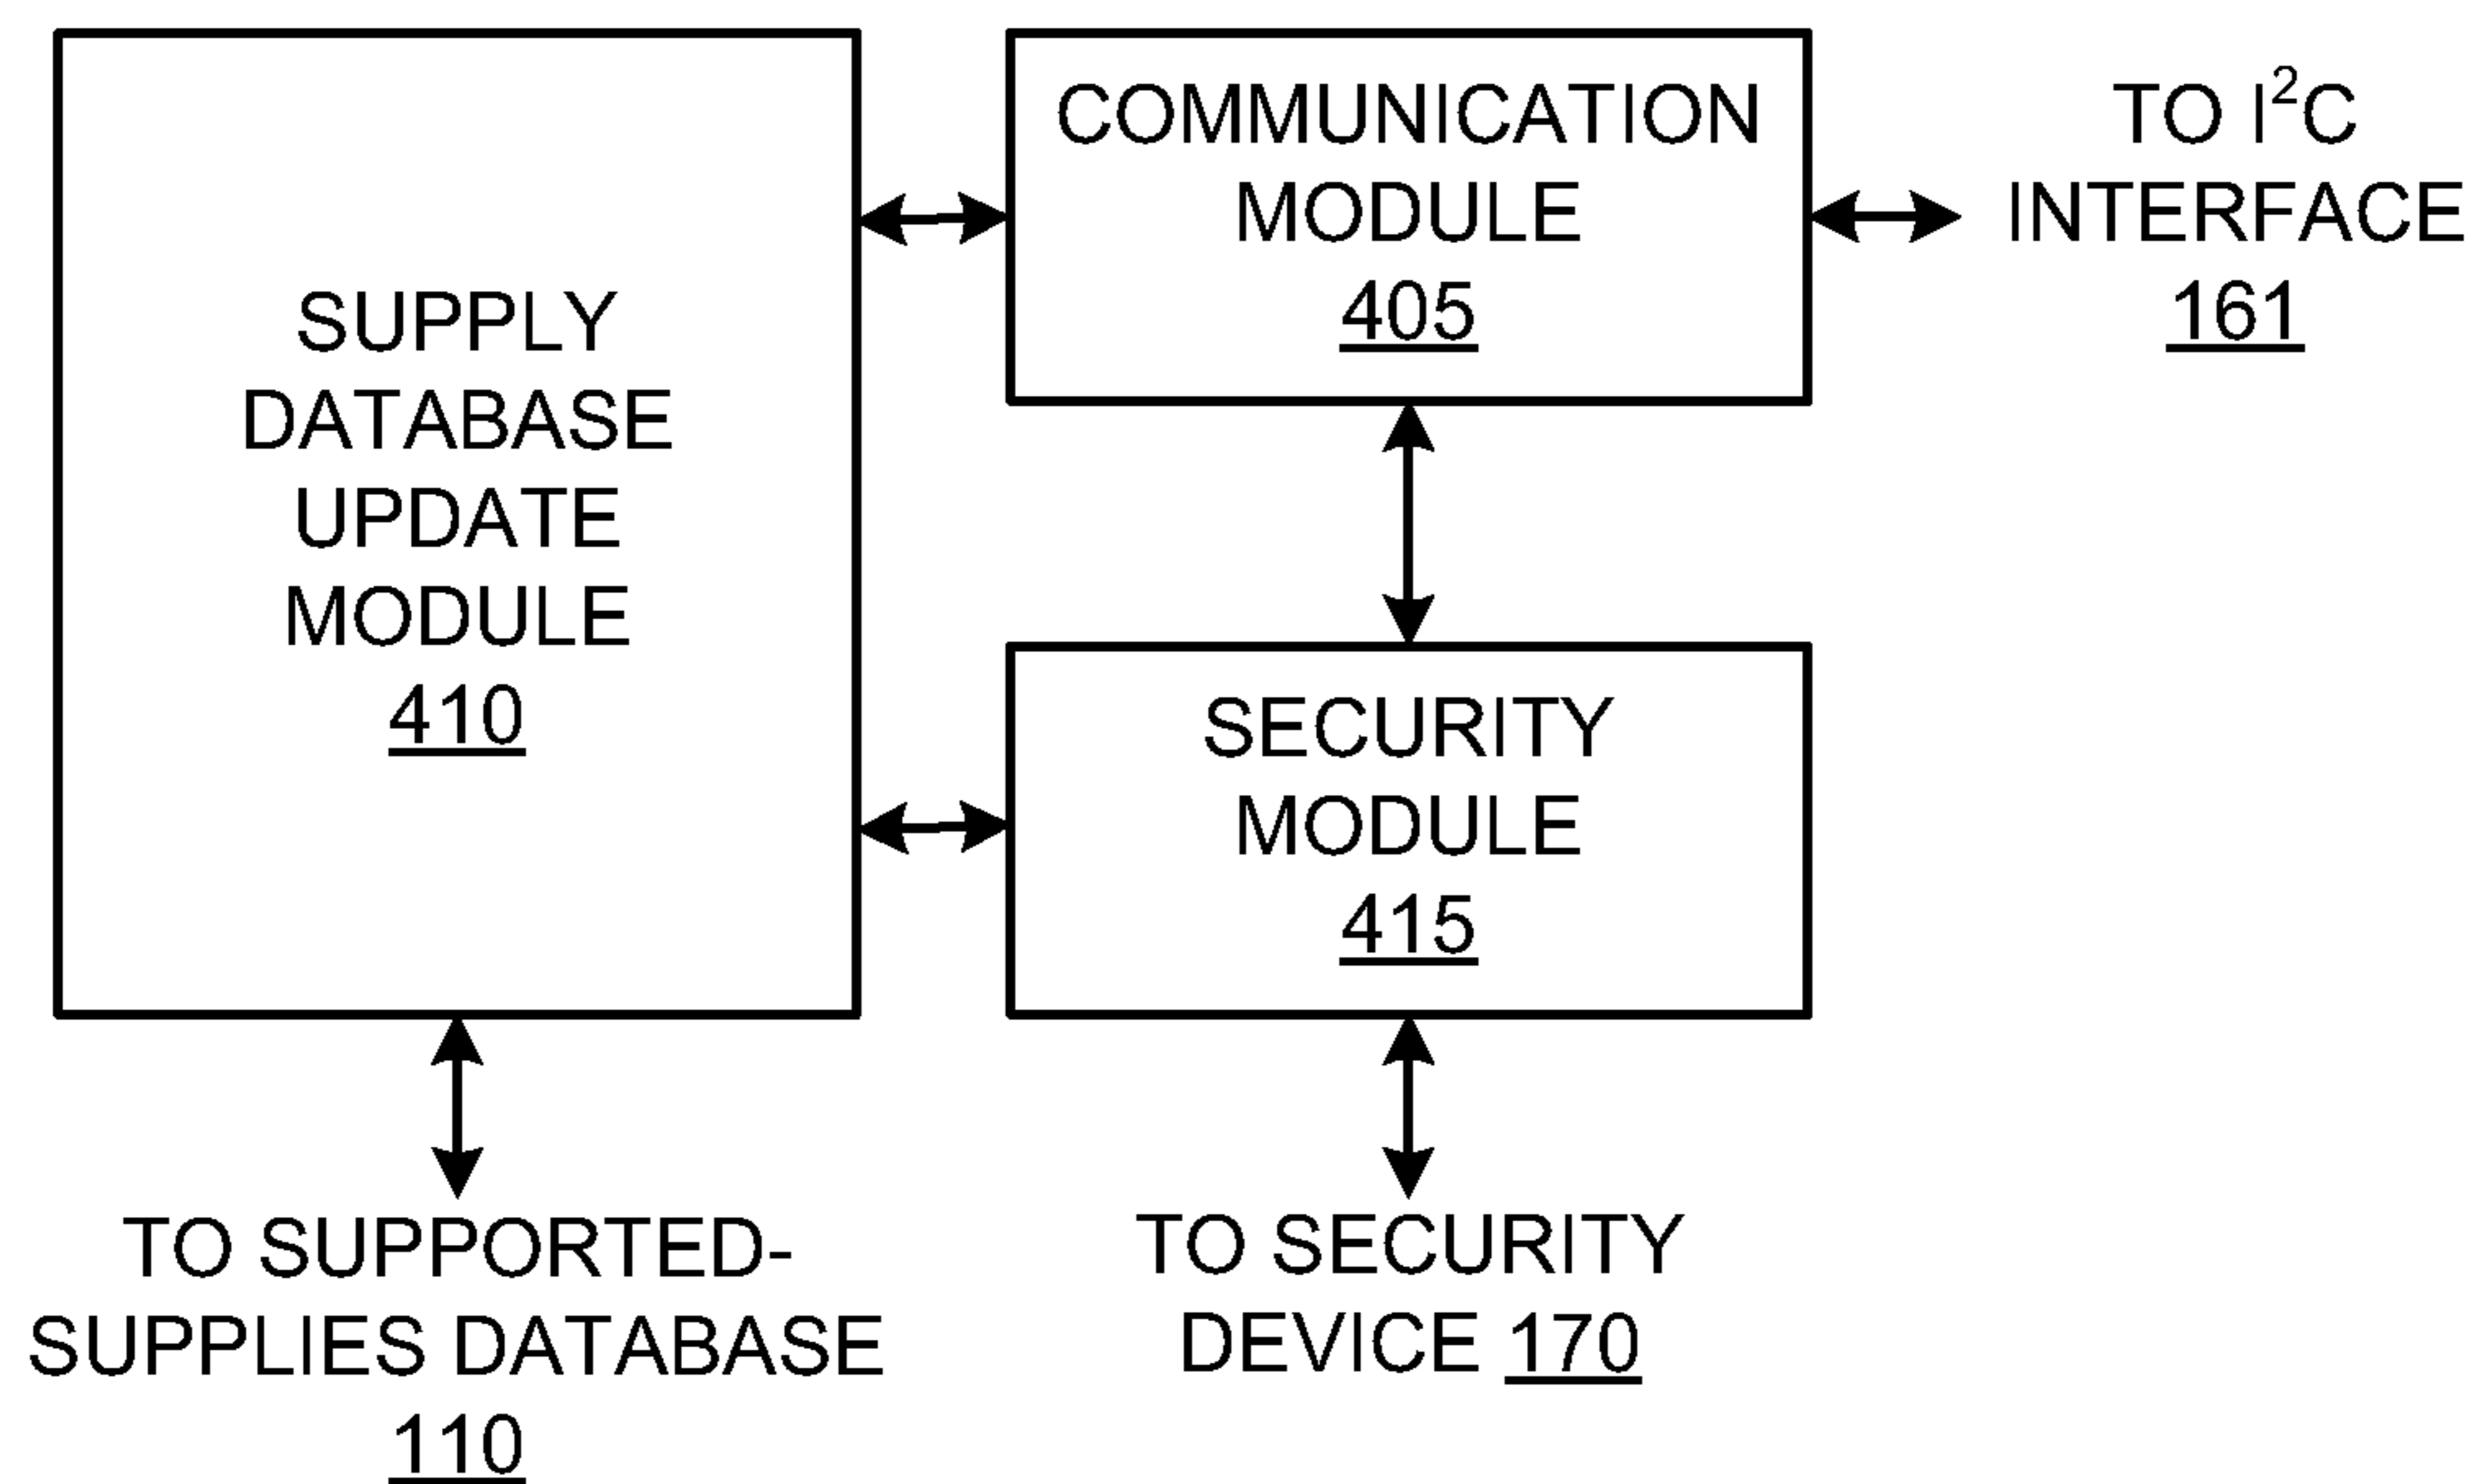 SUPPLY
DATABASE
UPDATE
MODULE
410
COMMUNICATION
MODULE
405
TO I²C
INTERFACE
161
SECURITY
MODULE
415
TO SUPPORTED-
SUPPLIES DATABASE
110
TO SECURITY
DEVICE 170